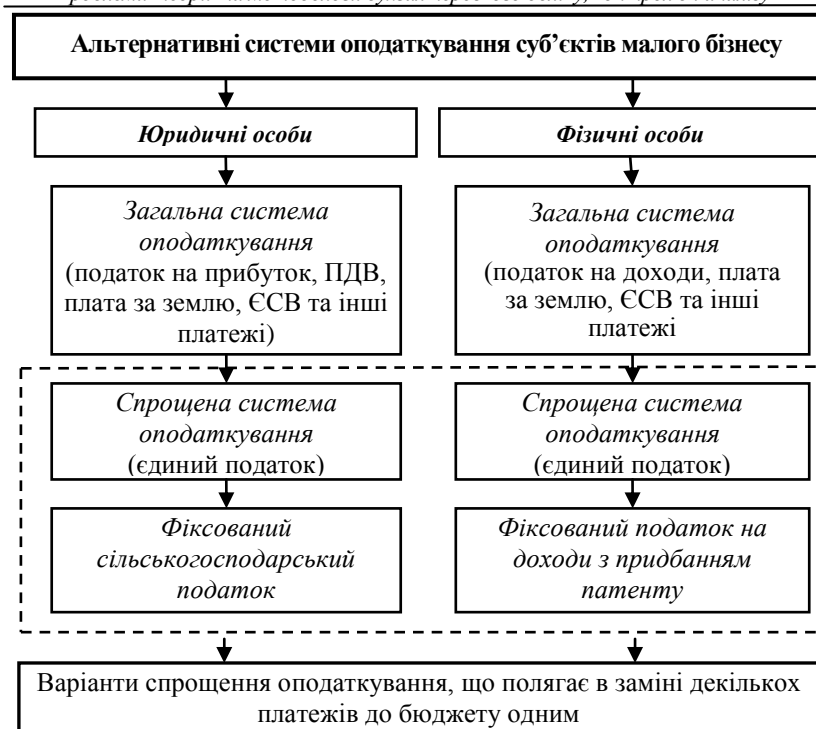 Альтернативні системи оподаткування суб’єктів малого бізнесу
Юридичні особи
Фізичні особи
Загальна система
оподаткування
(податок на прибуток, ПДВ,
плата за землю, ЄСВ та інші
платежі)
Загальна система
оподаткування
(податок на доходи, плата
за землю, ЄСВ та інші
платежі
Спрощена система
оподаткування
(єдиний податок)
Спрощена система
оподаткування
(єдиний податок)
Фіксований
сільськогосподарський
податок
Фіксований податок на
доходи з придбанням
патенту
Варіанти спрощення оподаткування, що полягає в заміні декількох
платежів до бюджету одним